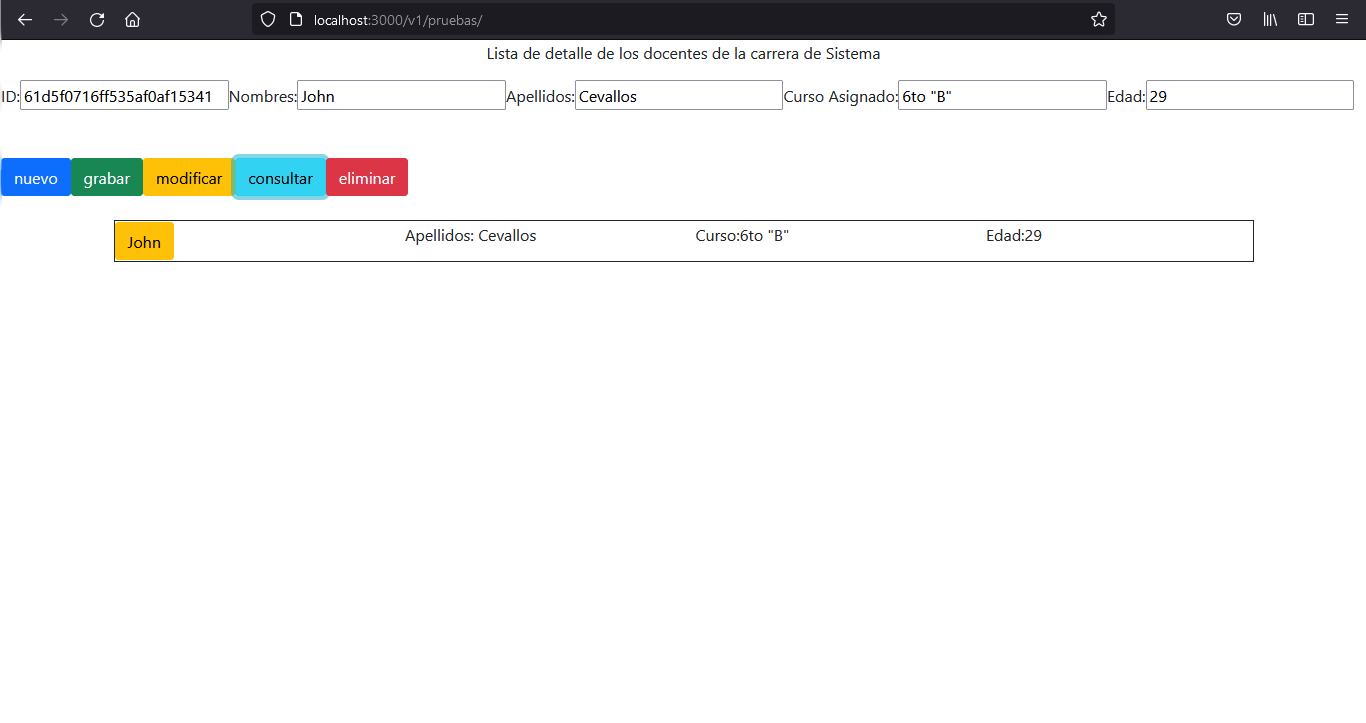 localhost:3000/v1/pruebas/
Lista de detalle de los docentes de la carrera de Sistema
ID: 61d5f0716ff535af0af15341 Nombres: John Apellidos: Cevallos Curso Asignado: 6to "B" Edad: 29
nuevo grabar modificar consultar eliminar
John Apellidos: Cevallos Curso:6to "B" Edad:29